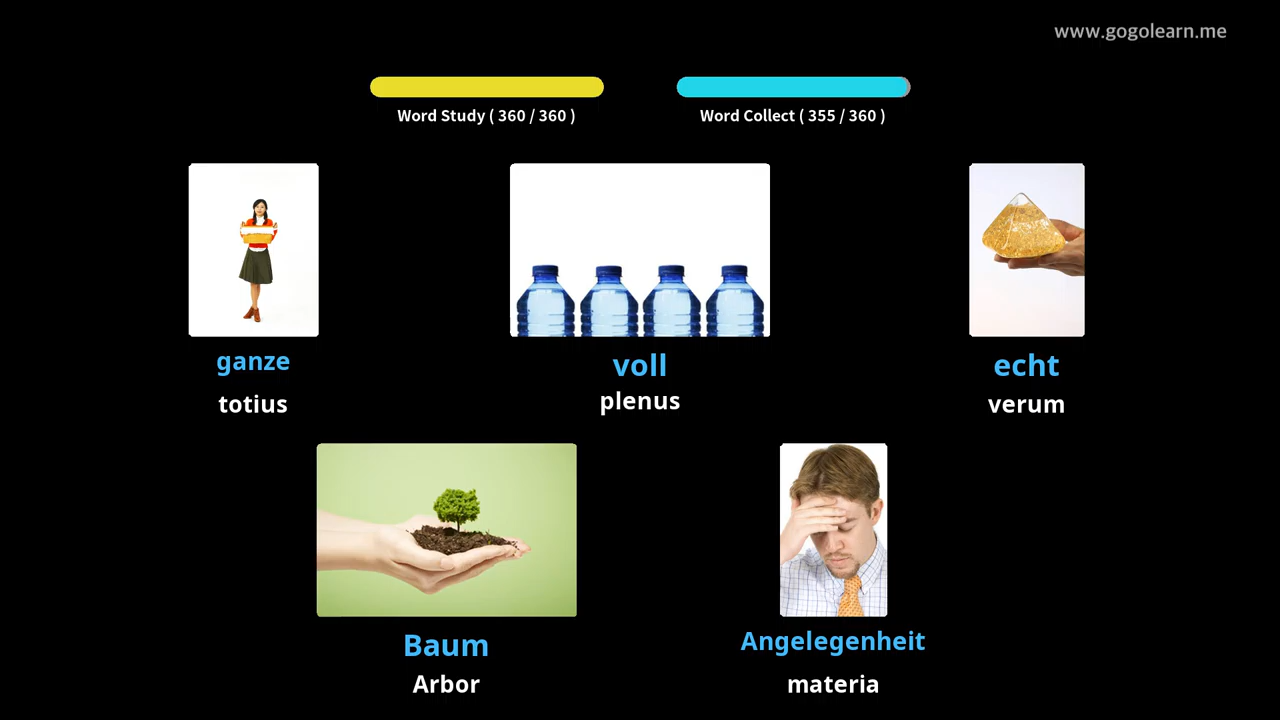 www.gogolearn.me
Word Study ( 360 / 360 )
Word Collect ( 355 / 360 )
ganze
totius
voll
plenus
echt
verum
Baum
Arbor
Angelegenheit
materia